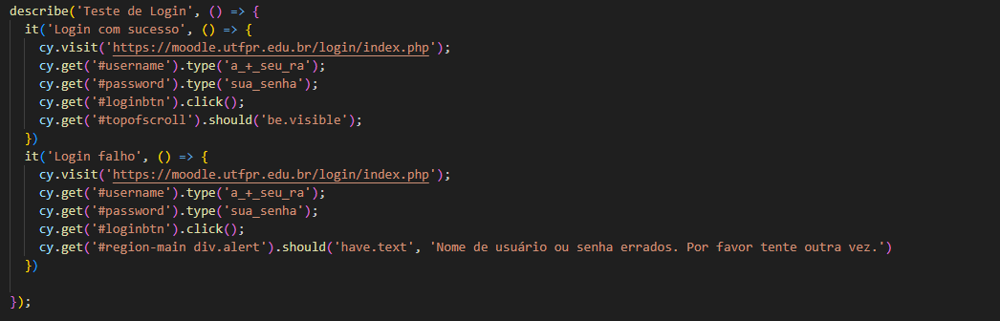 describe('Teste de Login', () => {
  it('Login com sucesso', () => {
    cy.visit('https://moodle.utfpr.edu.br/login/index.php');
    cy.get('#username').type('a_+_seu_ra');
    cy.get('#password').type('sua_senha');
    cy.get('#loginbtn').click();
    cy.get('#topofscroll').should('be.visible');
  })
  it('Login falho', () => {
    cy.visit('https://moodle.utfpr.edu.br/login/index.php');
    cy.get('#username').type('a_+_seu_ra');
    cy.get('#password').type('sua_senha');
    cy.get('#loginbtn').click();
    cy.get('#region-main div.alert').should('have.text', 'Nome de usuário ou senha errados. Por favor tente outra vez.')
  })

});